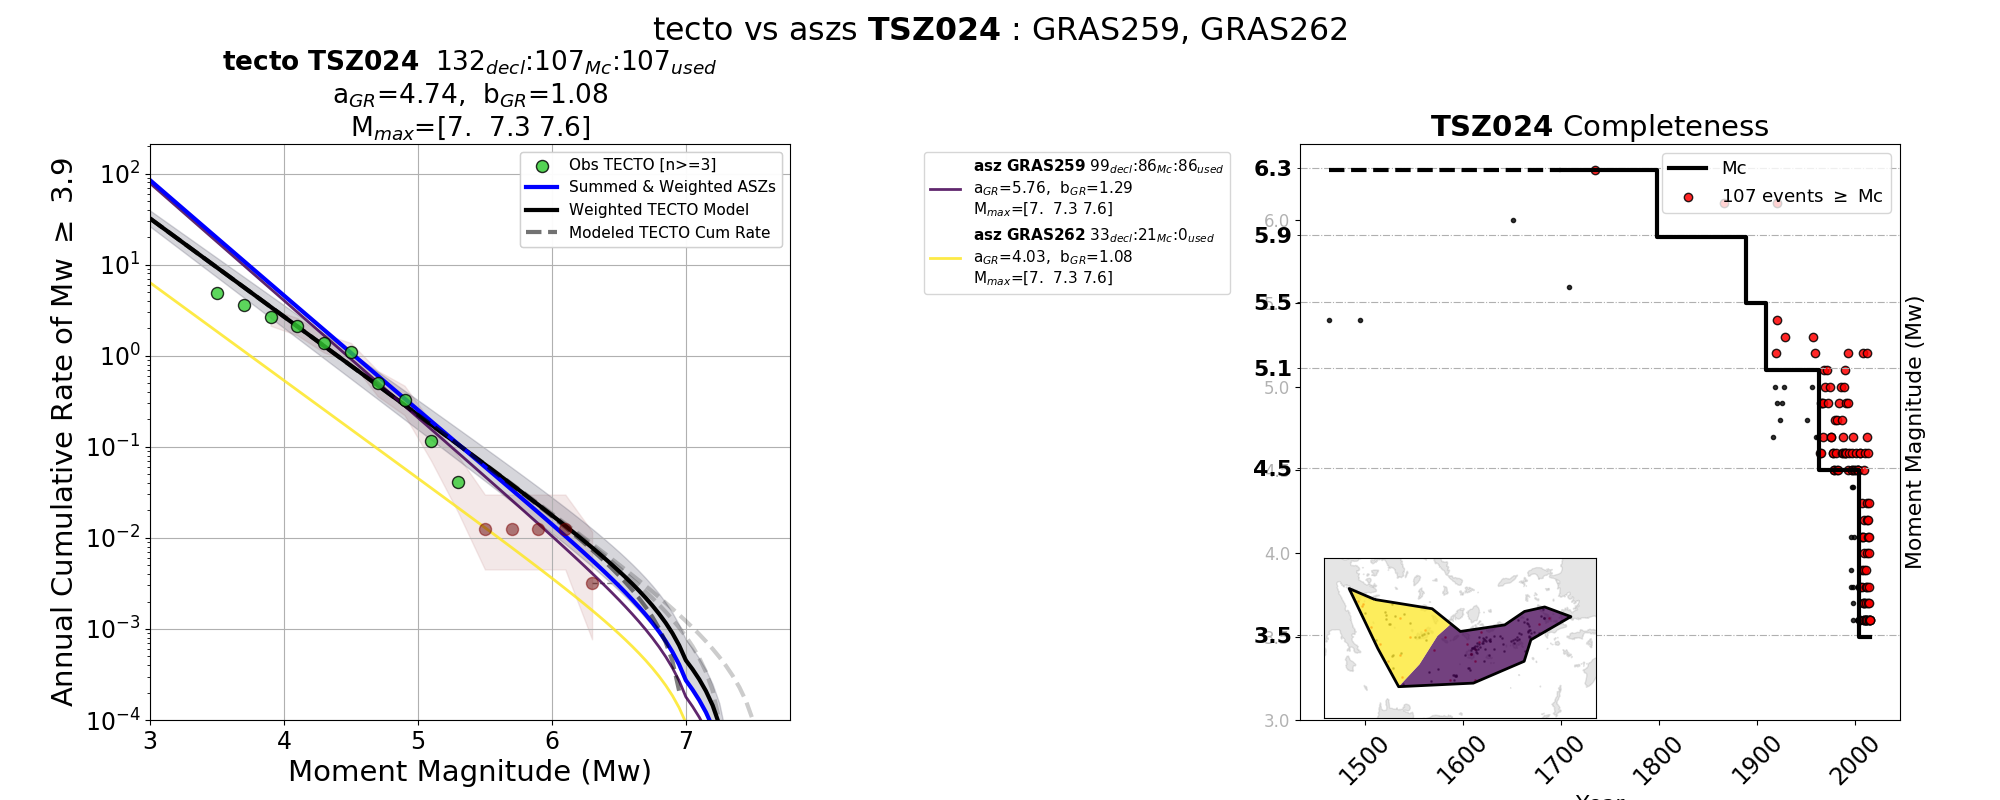 tecto vs aszs TSZ024 : GRAS259, GRAS262
tecto TSZ024 132decl:107Mc:107used
aGR=4.74, bGR=1.08
Mmax=[7. 7.3 7.6]
Annual Cumulative Rate of Mw ≥ 3.9
10^2
10^1
10^0
10^−1
10^−2
10^−3
10^−4
3 4 5 6 7
Moment Magnitude (Mw)
Obs TECTO [n>=3]
Summed & Weighted ASZs
Weighted TECTO Model
Modeled TECTO Cum Rate
asz GRAS259 99decl:86Mc:86used
aGR=5.76, bGR=1.29
Mmax=[7. 7.3 7.6]
asz GRAS262 33decl:21Mc:0used
aGR=4.03, bGR=1.08
Mmax=[7. 7.3 7.6]
TSZ024 Completeness
Mc
107 events ≥ Mc
6.3
6.0
5.9
5.5
5.1
5.0
4.5
4.0
3.5
3.0
1500 1600 1700 1800 1900 2000
Moment Magnitude (Mw)